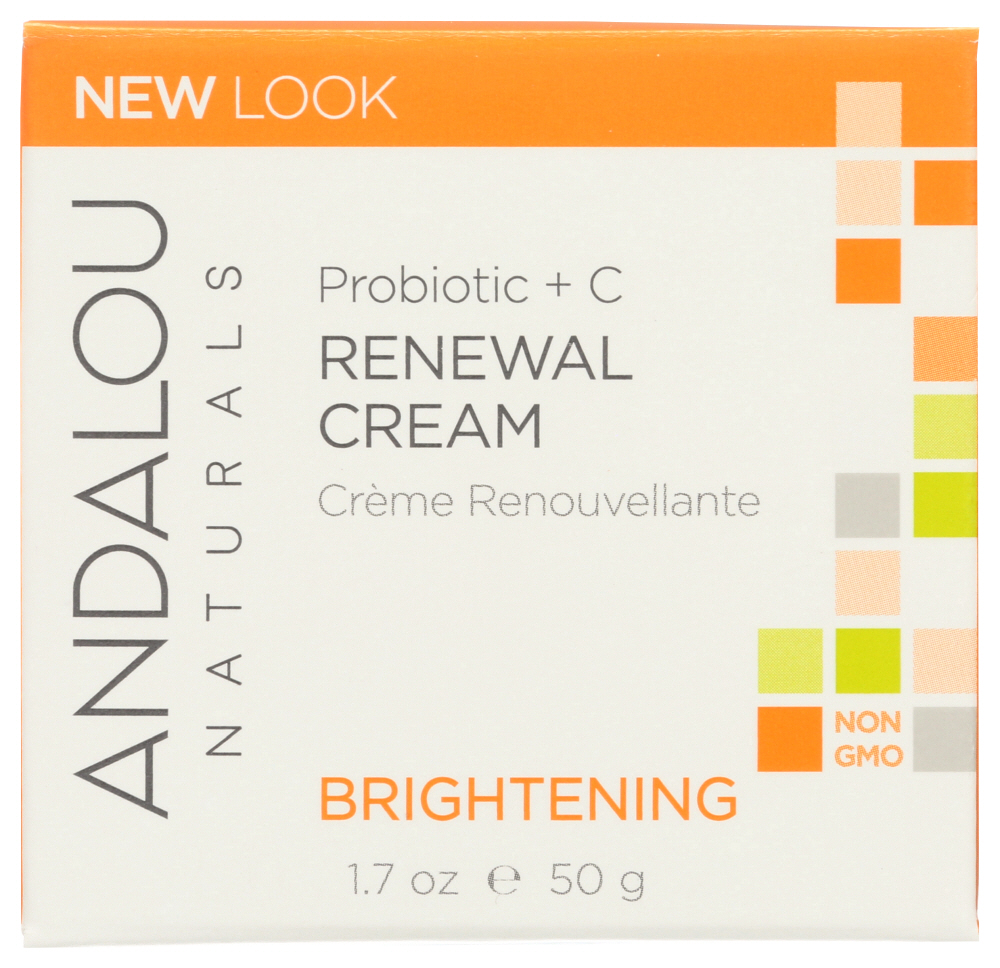 NEW LOOK
ANDALOU
NATURALS
Probiotic + C
RENEWAL
CREAM
Crème Renouvellante
NON
GMO
BRIGHTENING
1.7 oz ℮ 50 g